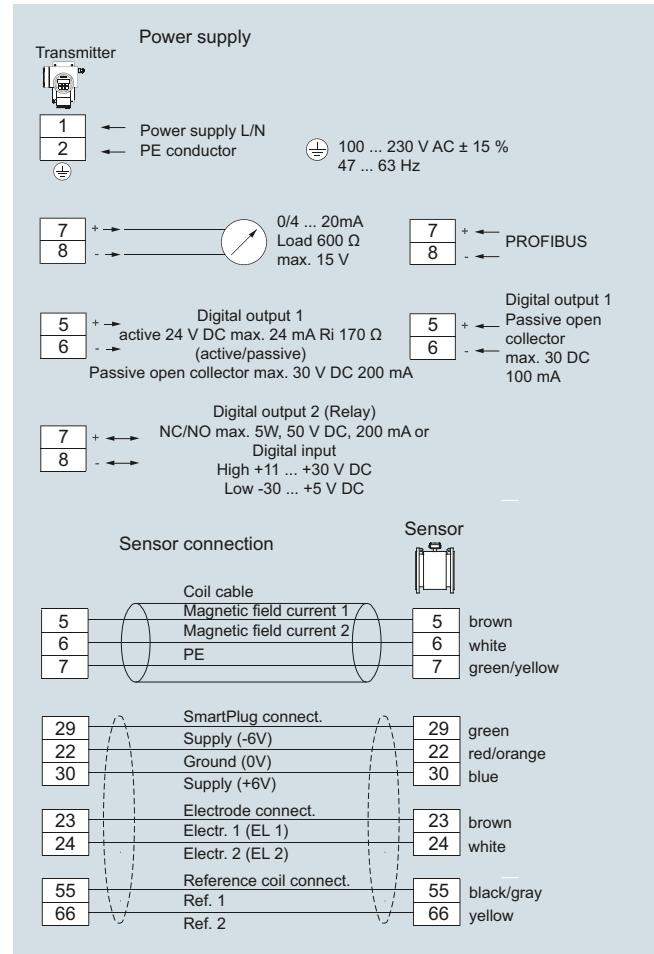 Power supply
Transmitter
1 Power supply L/N
2 PE conductor
100 ... 230 V AC ± 15 %
47 ... 63 Hz
7 +
8 -
0/4 ... 20mA
Load 600 Ω
max. 15 V
7 +
8 -
PROFIBUS
5 +
6 -
Digital output 1
active 24 V DC max. 24 mA Ri 170 Ω
(active/passive)
Passive open collector max. 30 V DC 200 mA
5 +
6 -
Digital output 1
Passive open
collector
max. 30 DC
100 mA
7 +
8 -
Digital output 2 (Relay)
NC/NO max. 5W, 50 V DC, 200 mA or
Digital input
High +11 ... +30 V DC
Low -30 ... +5 V DC
Sensor connection
Sensor
Coil cable
5 Magnetic field current 1 5 brown
6 Magnetic field current 2 6 white
7 PE 7 green/yellow
SmartPlug connect.
29 Supply (-6V) 29 green
22 Ground (0V) 22 red/orange
30 Supply (+6V) 30 blue
Electrode connect.
23 Electr. 1 (EL 1) 23 brown
24 Electr. 2 (EL 2) 24 white
Reference coil connect.
55 Ref. 1 55 black/gray
66 Ref. 2 66 yellow